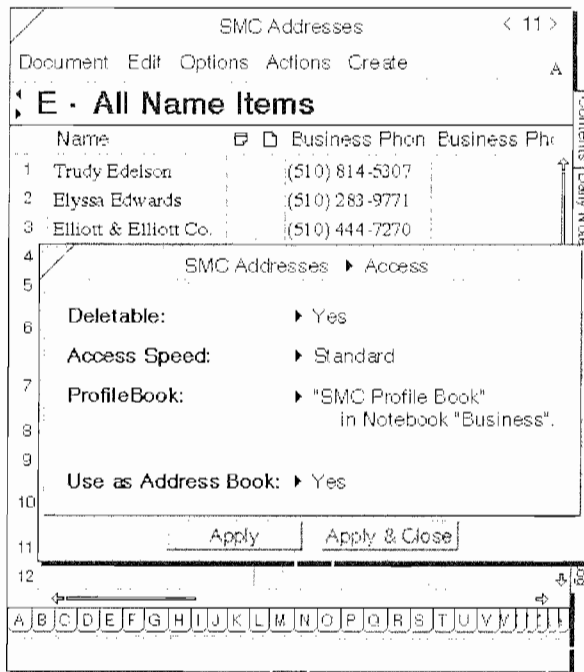 SMC Addresses < 11 >
Document Edit Options Actions Create A
E · All Name Items
Name Business Phon Business Pho
1 Trudy Edelson (510) 814-5307
2 Elyssa Edwards (510) 283-9771
3 Elliott & Elliott Co. (510) 444-7270
4
SMC Addresses ▸ Access
5
Deletable: ▸ Yes
6
Access Speed: ▸ Standard
7
ProfileBook: ▸ "SMC Profile Book"
in Notebook "Business".
8
9
Use as Address Book: ▸ Yes
10
Apply Apply & Close
11
12
A B C D E F G H I J K L M N O P Q R S T U V